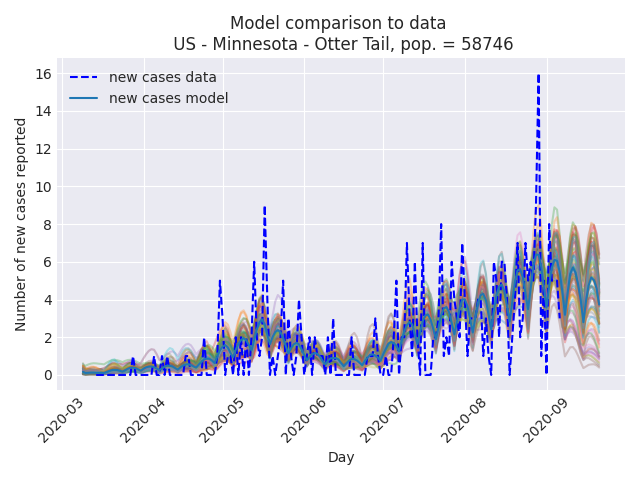 Model comparison to data
US - Minnesota - Otter Tail, pop. = 58746
new cases data
new cases model
Number of new cases reported
16
14
12
10
8
6
4
2
0
2020-03
2020-04
2020-05
2020-06
2020-07
2020-08
2020-09
Day